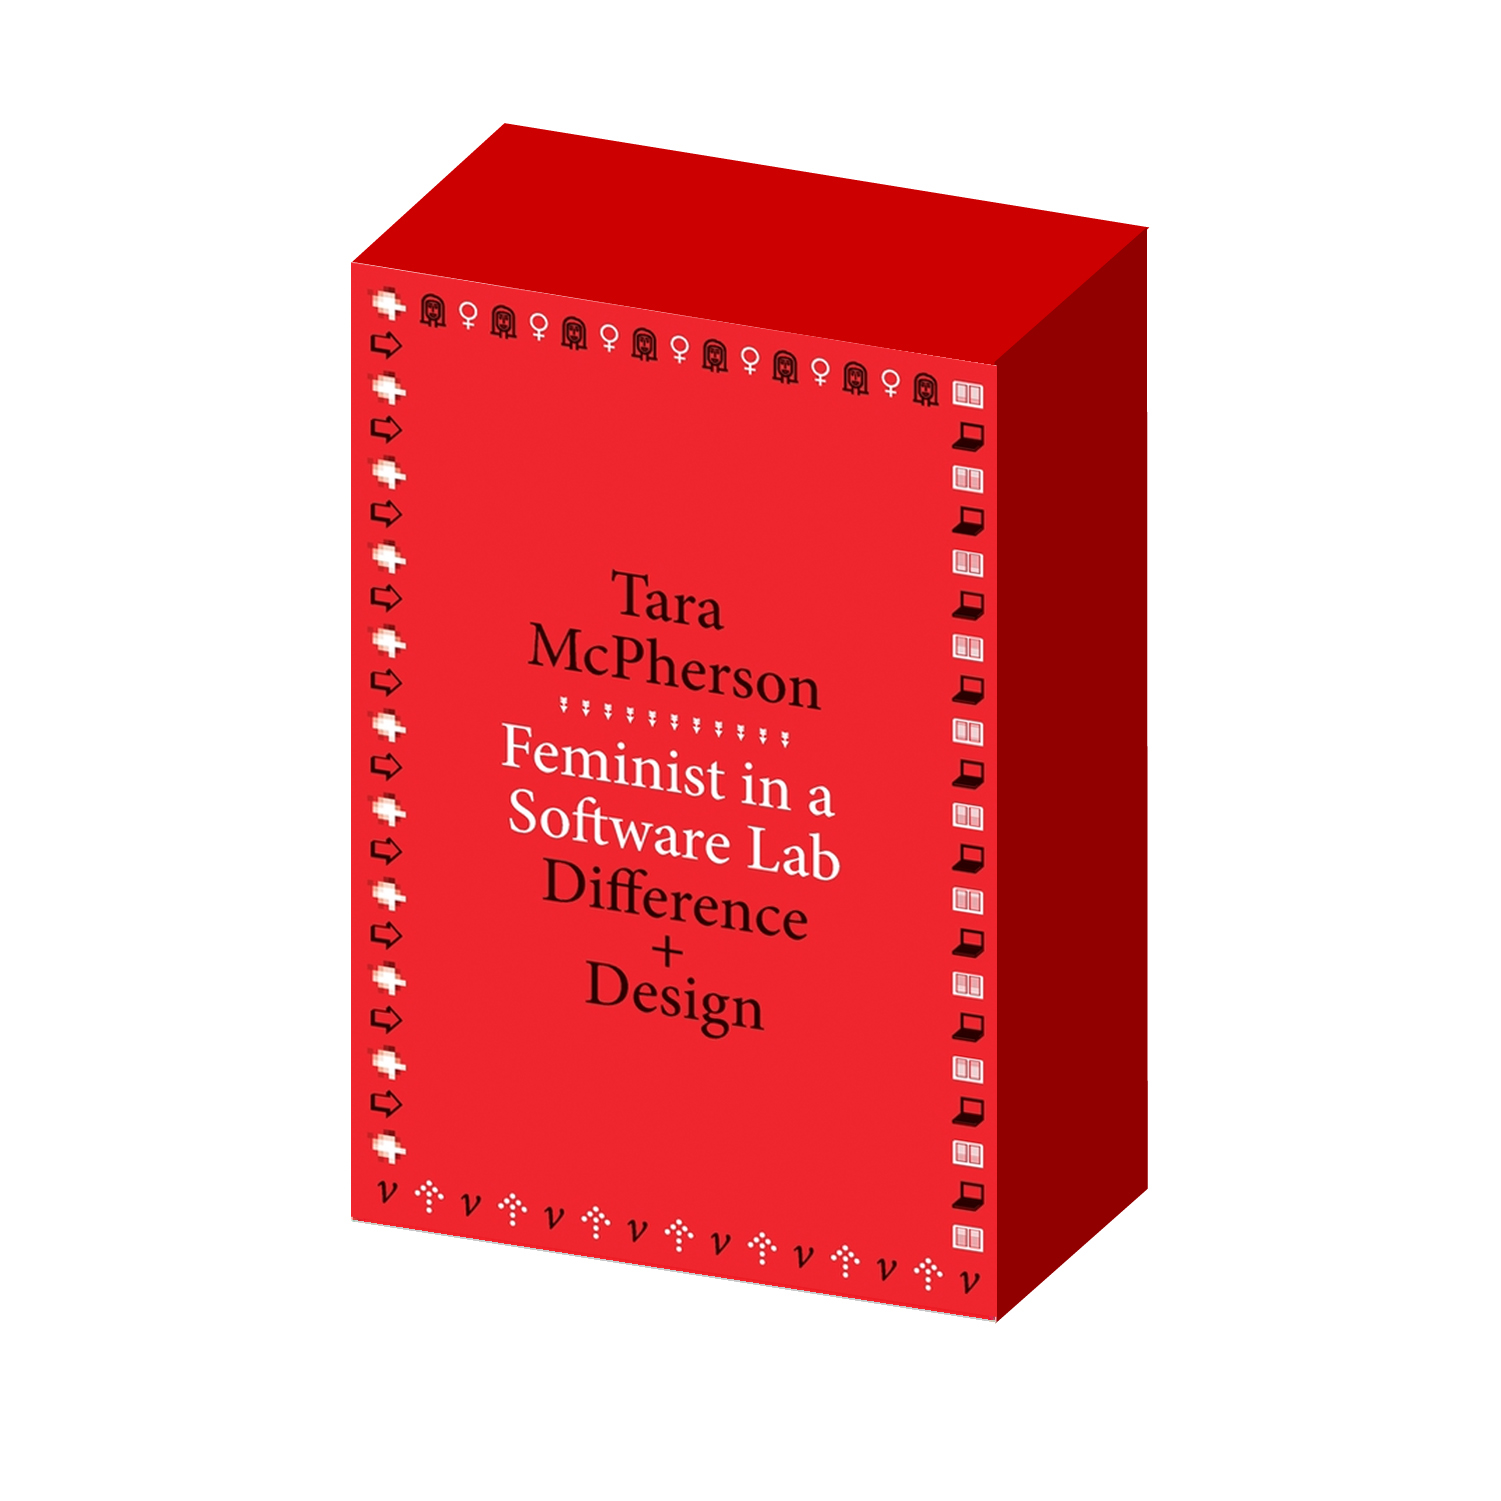 Tara
McPherson
Feminist in a
Software Lab
Difference
+
Design
v v v v v v v v